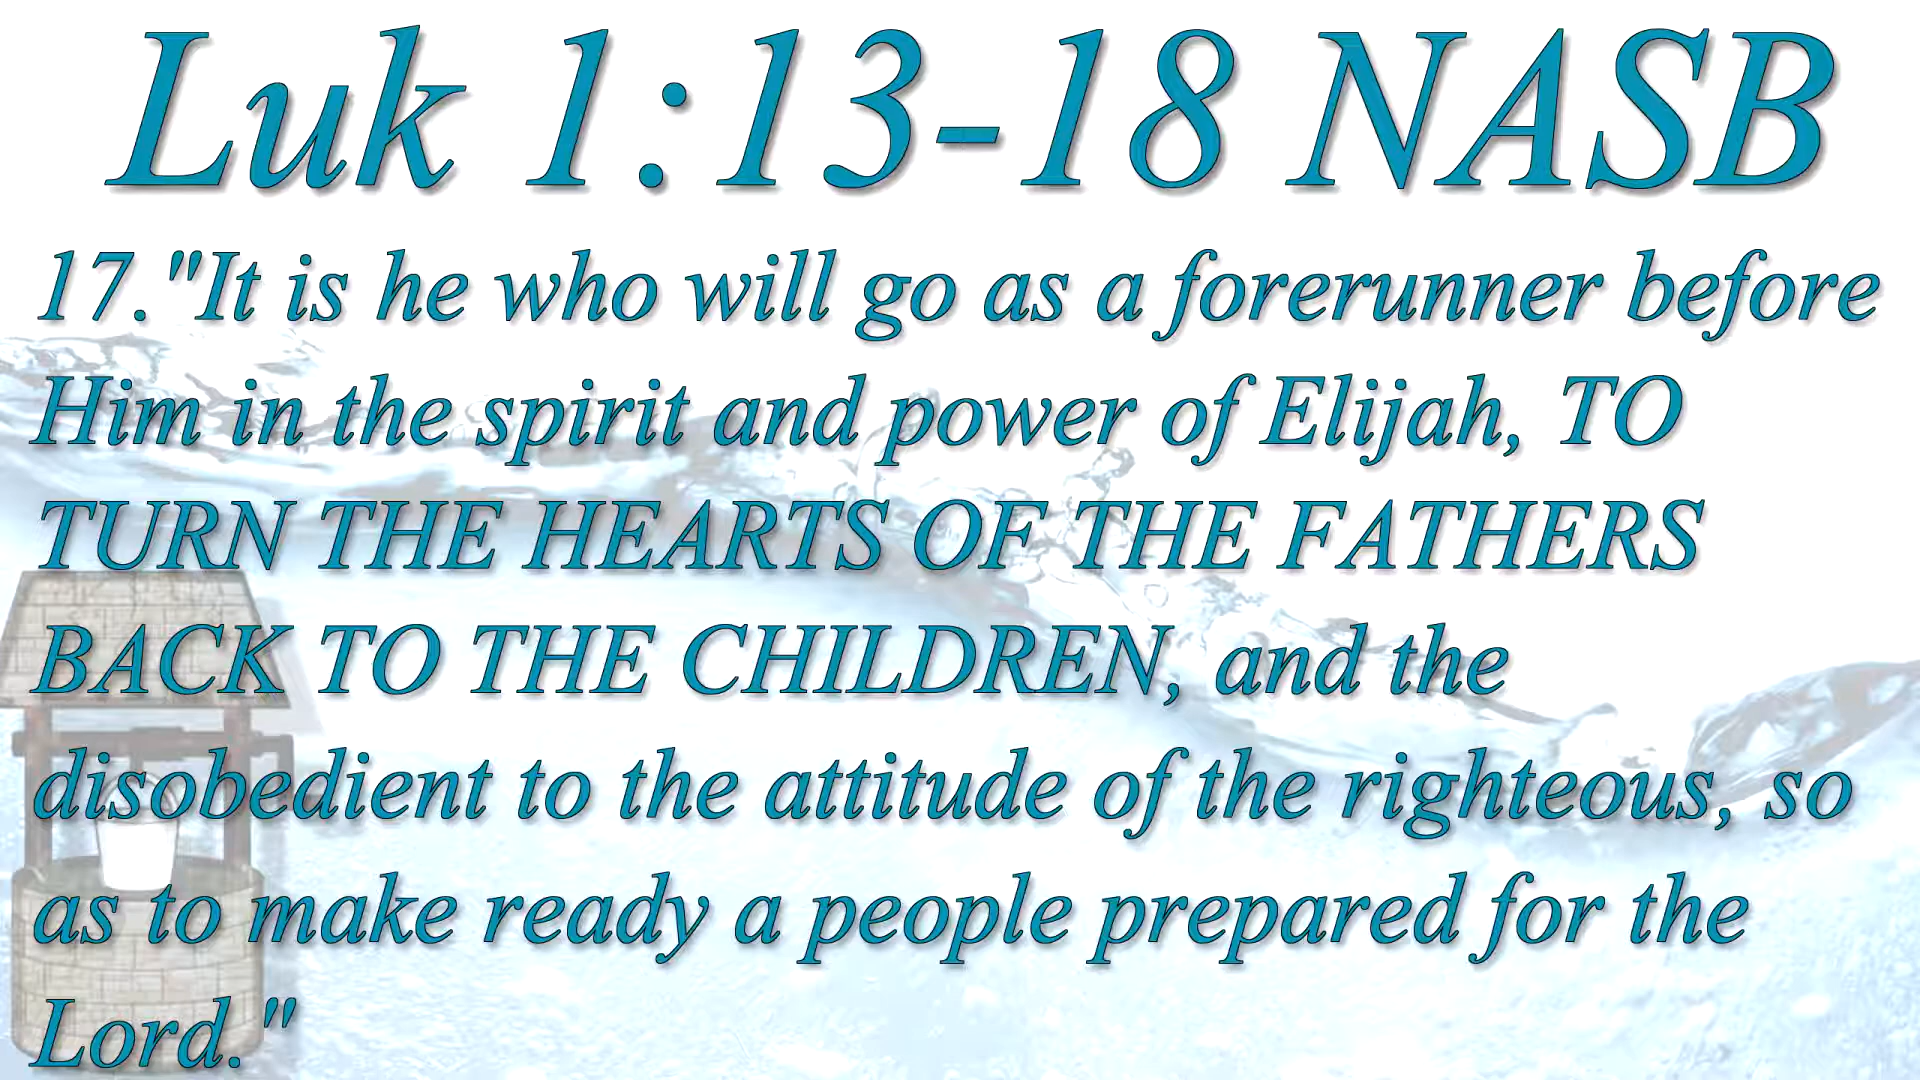 Luk 1:13-18 NASB
17."It is he who will go as a forerunner before
Him in the spirit and power of Elijah, TO
TURN THE HEARTS OF THE FATHERS
BACK TO THE CHILDREN, and the
disobedient to the attitude of the righteous, so
as to make ready a people prepared for the
Lord."